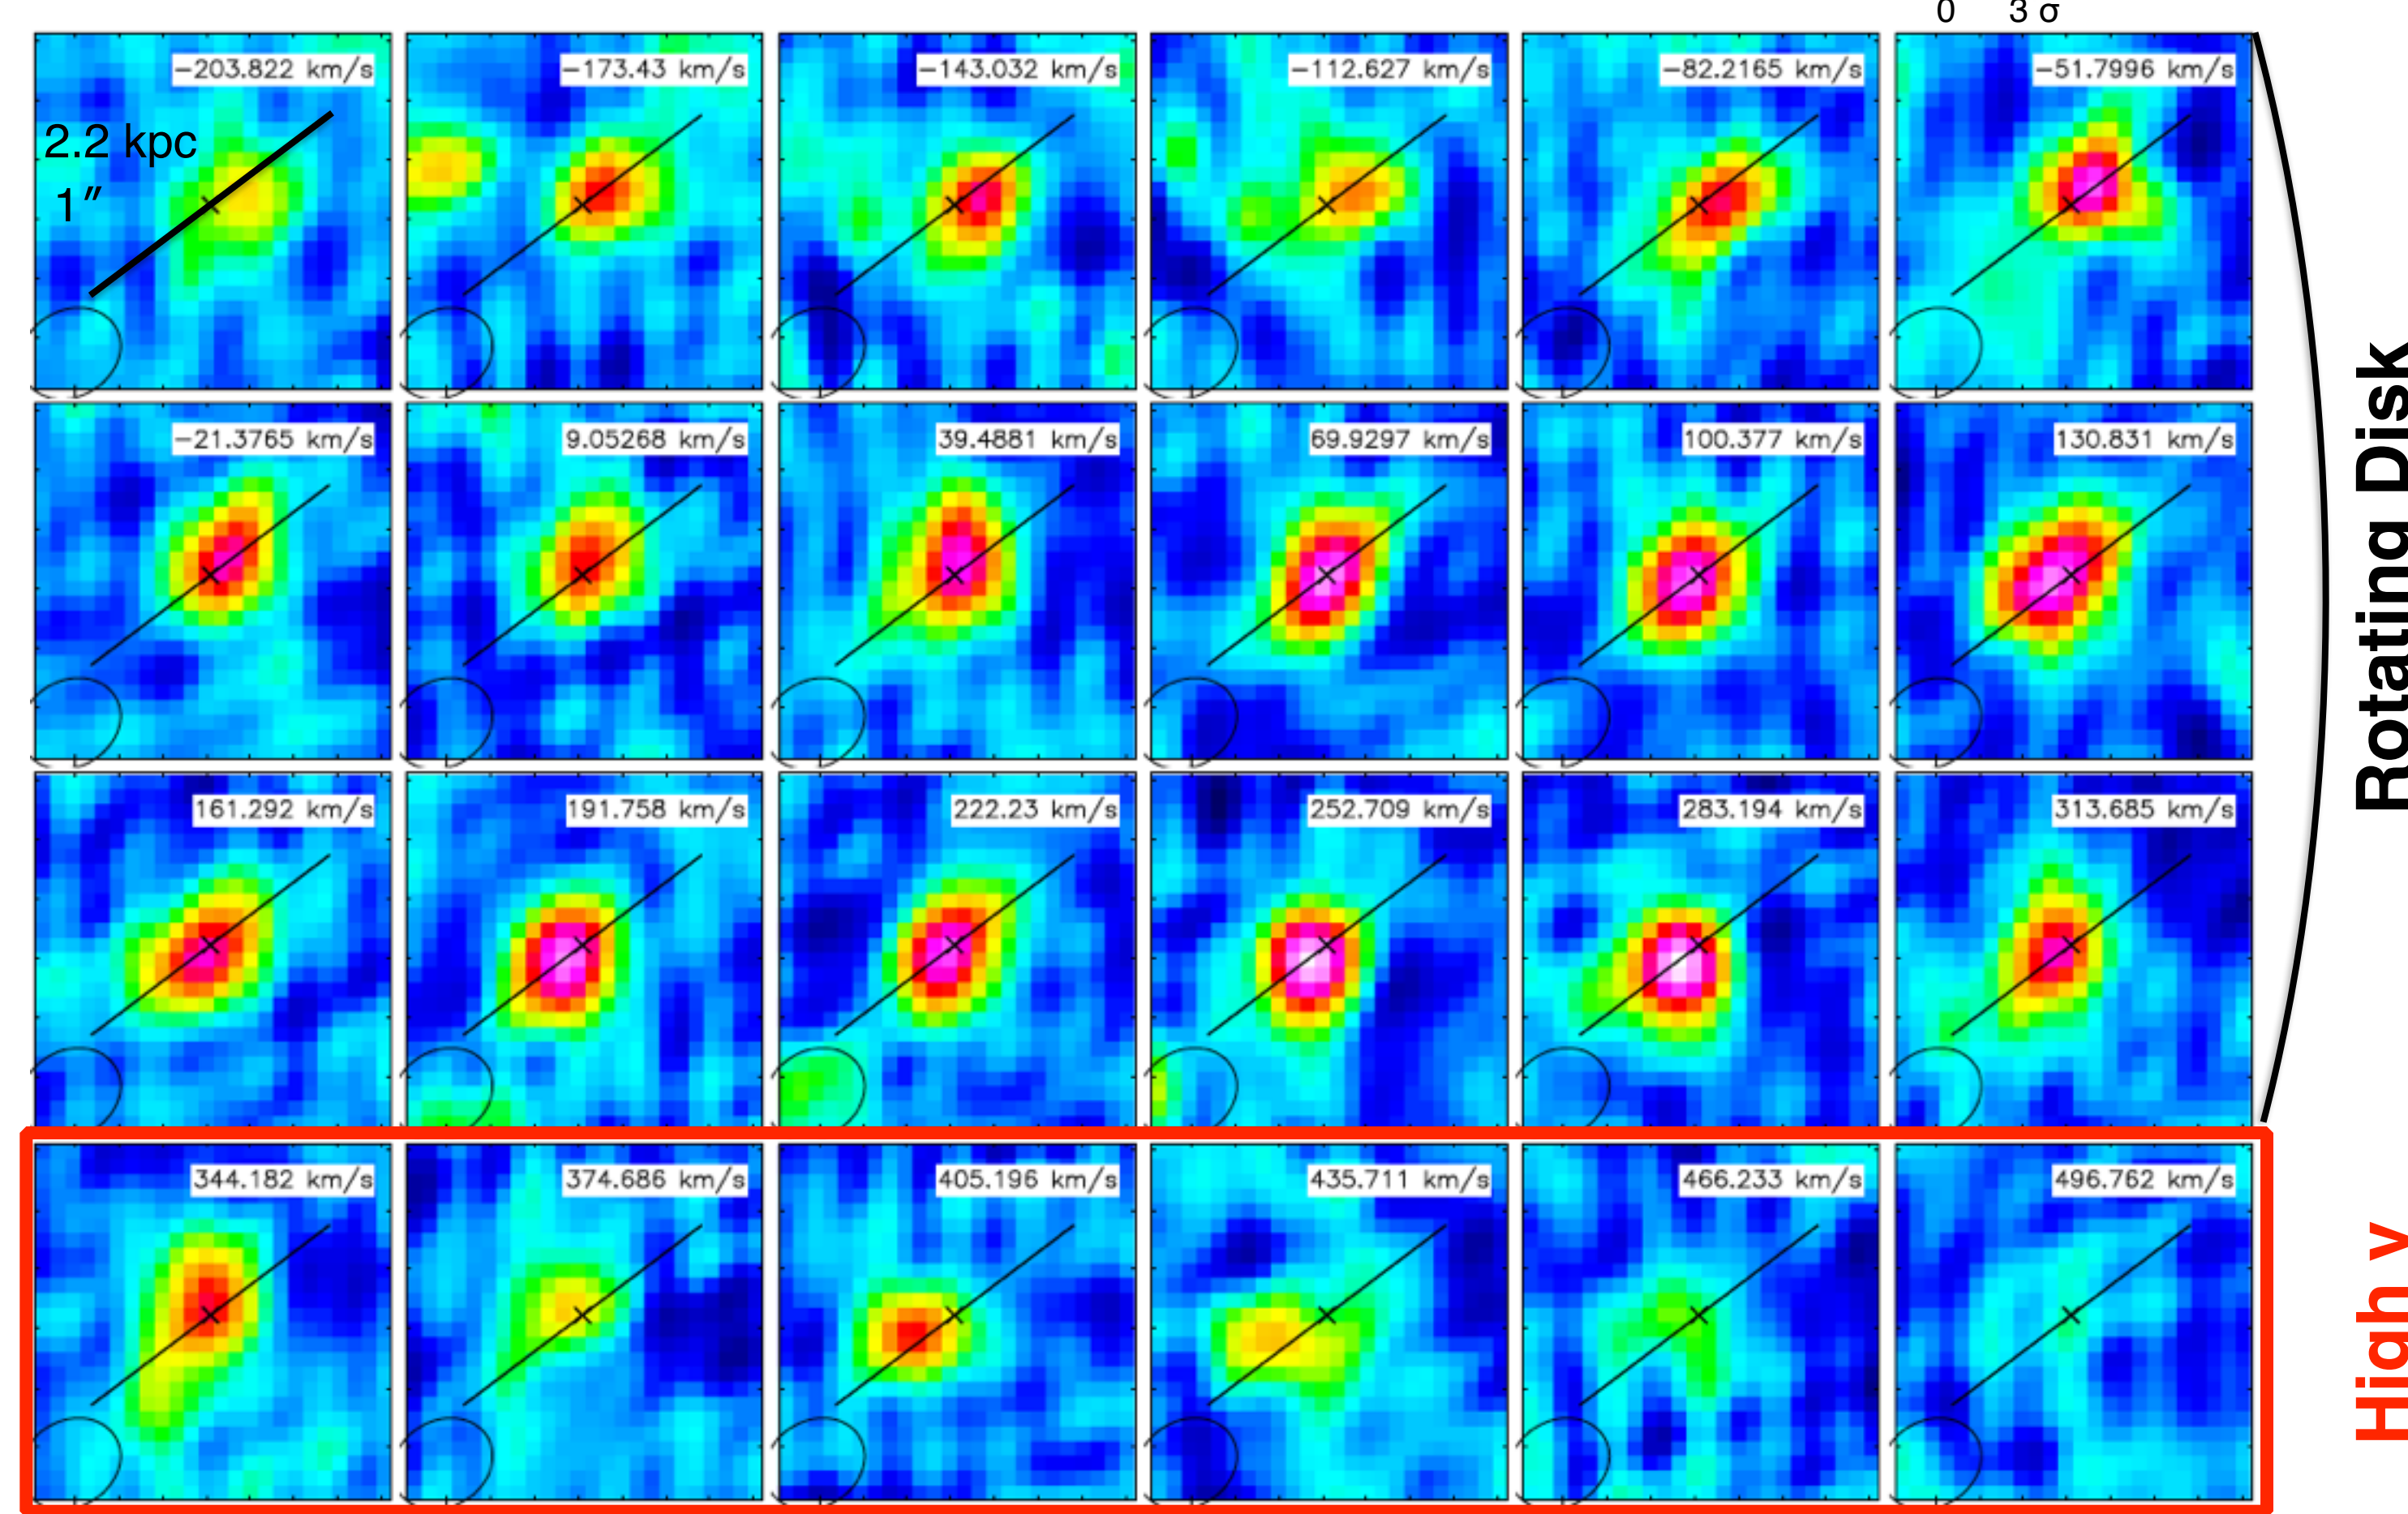 0 3 σ
−203.822 km/s
−173.43 km/s
−143.032 km/s
−112.627 km/s
−82.2165 km/s
−51.7996 km/s
2.2 kpc
1″
−21.3765 km/s
9.05268 km/s
39.4881 km/s
69.9297 km/s
100.377 km/s
130.831 km/s
161.292 km/s
191.758 km/s
222.23 km/s
252.709 km/s
283.194 km/s
313.685 km/s
344.182 km/s
374.686 km/s
405.196 km/s
435.711 km/s
466.233 km/s
496.762 km/s
Rotating Disk
High v